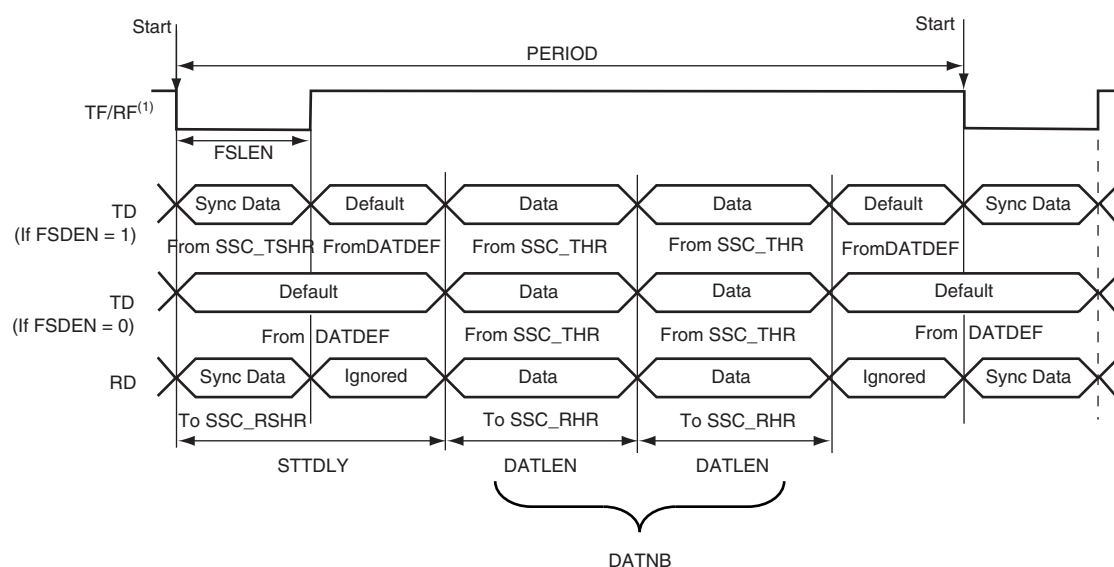 Start
Start
PERIOD
TF/RF(1)
FSLEN
TD
(If FSDEN = 1)
Sync Data
Default
Data
Data
Default
Sync Data
From SSC_TSHR
FromDATDEF
From SSC_THR
From SSC_THR
FromDATDEF
TD
(If FSDEN = 0)
Default
Data
Data
Default
From DATDEF
From SSC_THR
From SSC_THR
From DATDEF
RD
Sync Data
Ignored
Data
Data
Ignored
Sync Data
To SSC_RSHR
To SSC_RHR
To SSC_RHR
STTDLY
DATLEN
DATLEN
DATNB